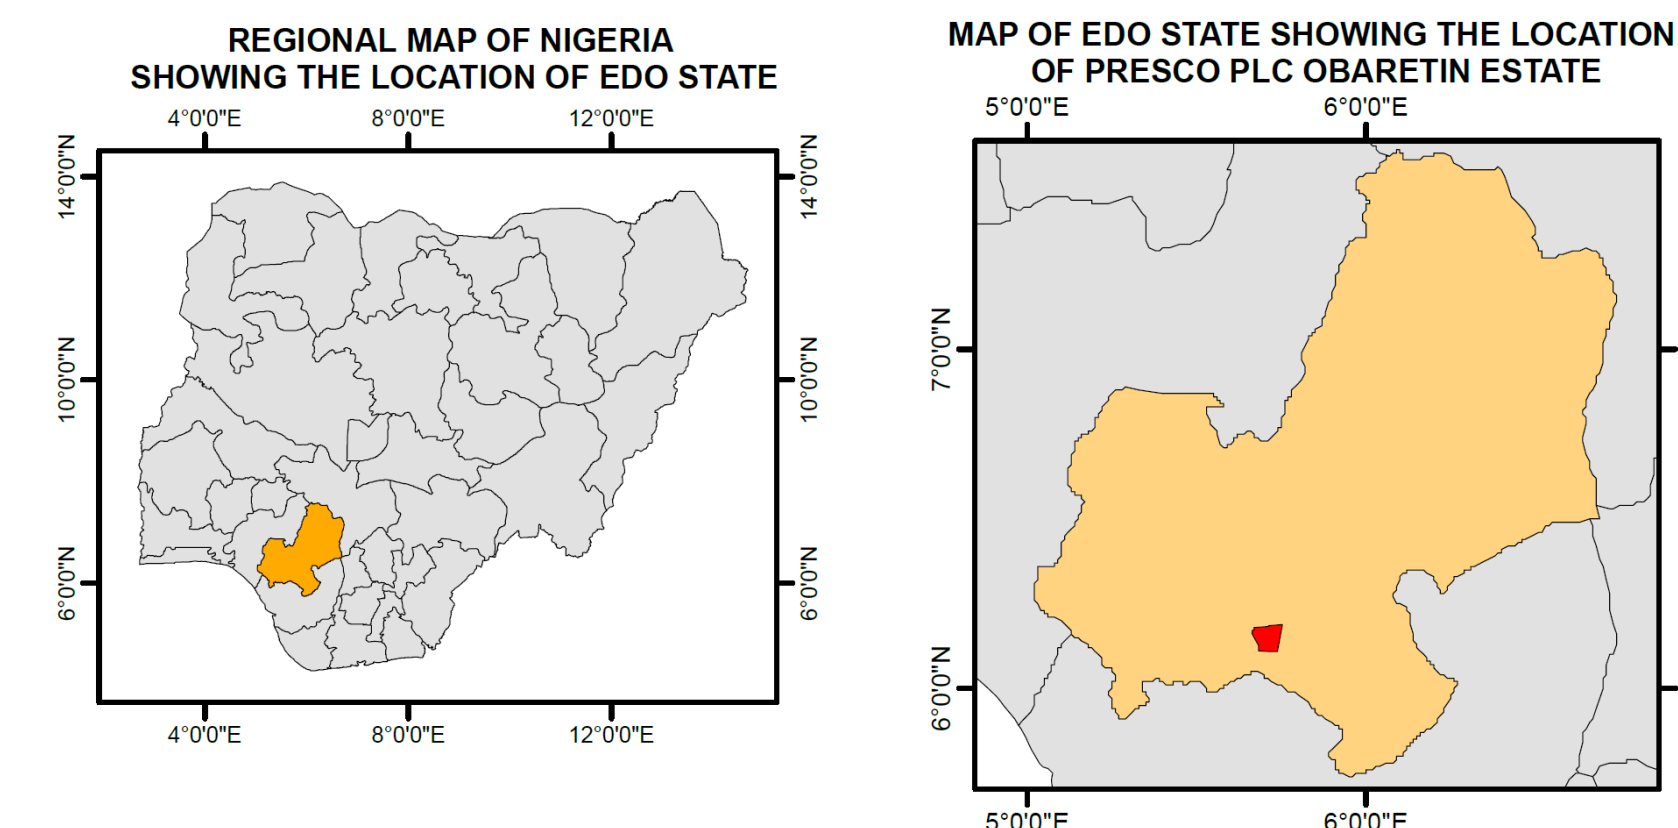 REGIONAL MAP OF NIGERIA
SHOWING THE LOCATION OF EDO STATE
4°0'0"E 8°0'0"E 12°0'0"E
14°0'0"N 14°0'0"N
10°0'0"N 10°0'0"N
6°0'0"N 6°0'0"N
4°0'0"E 8°0'0"E 12°0'0"E
MAP OF EDO STATE SHOWING THE LOCATION
OF PRESCO PLC OBARETIN ESTATE
5°0'0"E 6°0'0"E
7°0'0"N
6°0'0"N
5°0'0"E 6°0'0"E